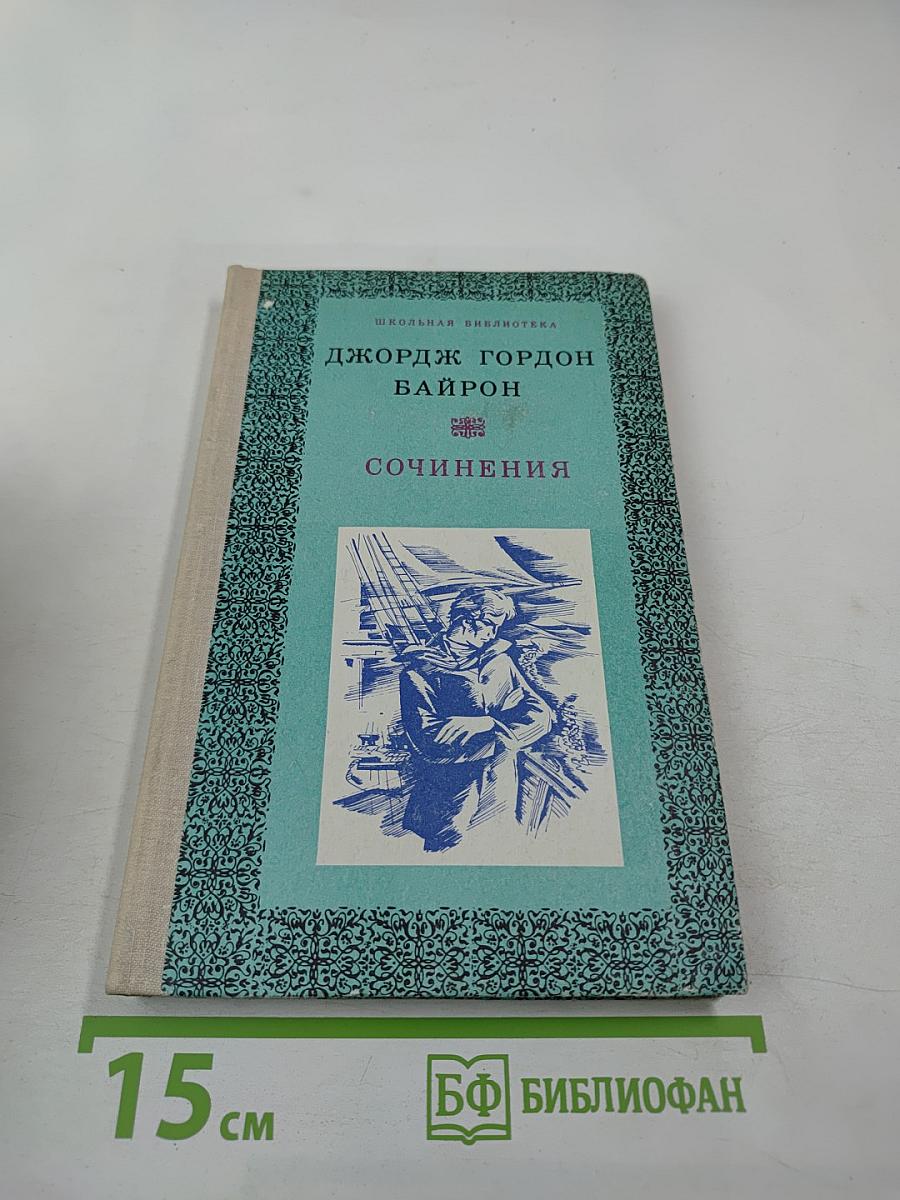 ШКОЛЬНАЯ БИБЛИОТЕКА
ДЖОРДЖ ГОРДОН
БАЙРОН
СОЧИНЕНИЯ
15 см
БФ БИБЛИОФАН